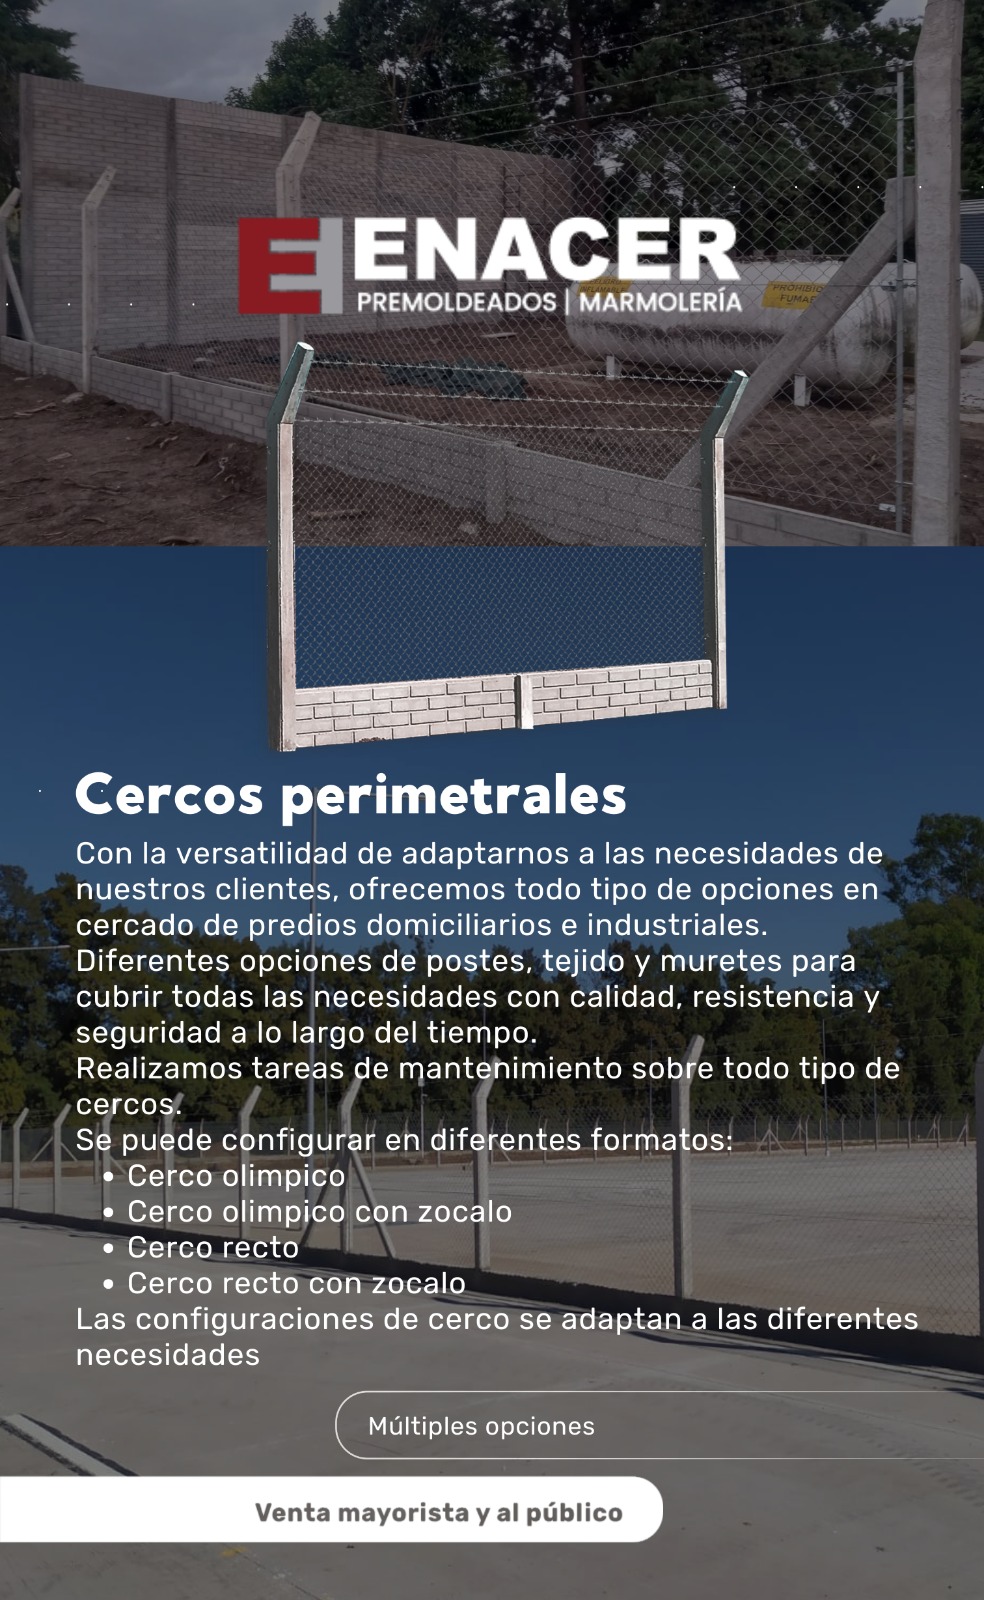 ENACER
PREMOLDEADOS | MARMOLERÍA
INFLAMABLE
PROHIBIDO
FUMAR
Cercos perimetrales
Con la versatilidad de adaptarnos a las necesidades de
nuestros clientes, ofrecemos todo tipo de opciones en
cercado de predios domiciliarios e industriales.
Diferentes opciones de postes, tejido y muretes para
cubrir todas las necesidades con calidad, resistencia y
seguridad a lo largo del tiempo.
Realizamos tareas de mantenimiento sobre todo tipo de
cercos.
Se puede configurar en diferentes formatos:
• Cerco olimpico
• Cerco olimpico con zocalo
• Cerco recto
• Cerco recto con zocalo
Las configuraciones de cerco se adaptan a las diferentes
necesidades
Múltiples opciones
Venta mayorista y al público